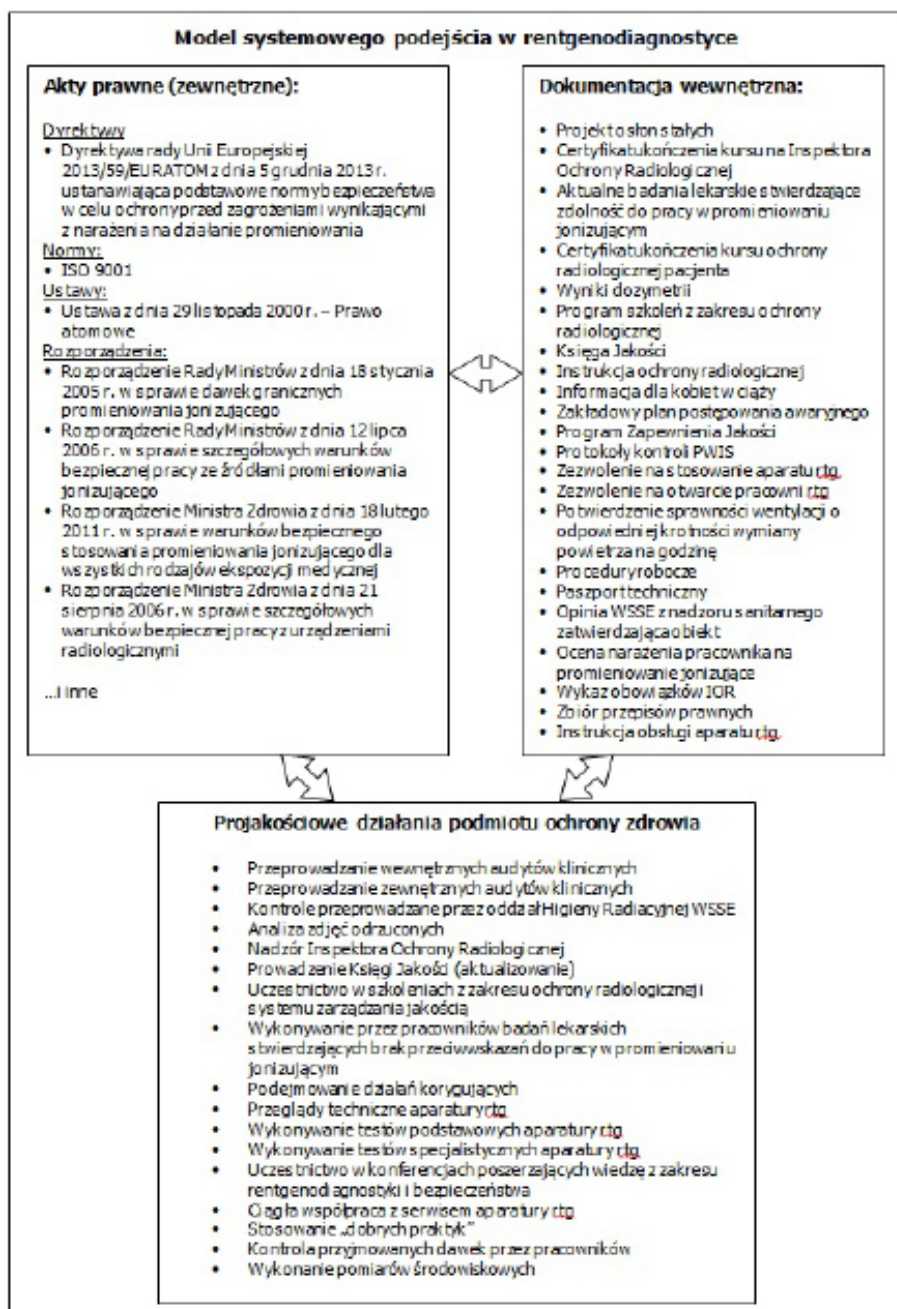 Model systemowego podejścia w rentgenodiagnostyce
Akty prawne (zewnętrzne):
Dyrektywy
• Dyrektywa rady Unii Europejskiej
2013/59/EURATOM z dnia 5 grudnia 2013 r.
ustanawiająca podstawowe normy bezpieczeństwa
w celu ochrony przed zagrożeniami wynikającymi
z narażenia na działanie promieniowania
Normy:
• ISO 9001
Ustawy:
• Ustawa z dnia 29 listopada 2000 r. – Prawo
atomowe
Rozporządzenia:
• Rozporządzenie Rady Ministrów z dnia 18 stycznia
2005 r. w sprawie dawek granicznych
promieniowania jonizującego
• Rozporządzenie Rady Ministrów z dnia 12 lipca
2006 r. w sprawie szczegółowych warunków
bezpiecznej pracy ze źródłami promieniowania
jonizującego
• Rozporządzenie Ministra Zdrowia z dnia 18 lutego
2011 r. w sprawie warunków bezpiecznego
stosowania promieniowania jonizującego dla
wszystkich rodzajów ekspozycji medycznej
• Rozporządzenie Ministra Zdrowia z dnia 21
sierpnia 2006 r. w sprawie szczegółowych
warunków bezpiecznej pracy z urządzeniami
radiologicznymi
...i inne
Dokumentacja wewnętrzna:
• Projekt osłon stałych
• Certyfikat ukończenia kursu na Inspektora
Ochrony Radiologicznej
• Aktualne badania lekarskie stwierdzające
zdolność do pracy w promieniowaniu
jonizującym
• Certyfikat ukończenia kursu ochrony
radiologicznej pacjenta
• Wyniki dozymetrii
• Program szkoleń z zakresu ochrony
radiologicznej
• Księga Jakości
• Instrukcja ochrony radiologicznej
• Informacja dla kobiet w ciąży
• Zakładowy plan postępowania awaryjnego
• Program Zapewnienia Jakości
• Protokoły kontroli PWIS
• Zezwolenie na stosowanie aparatu rtg
• Zezwolenie na otwarcie pracowni rtg
• Potwierdzenie sprawności wentylacji o
odpowiedniej krotności wymiany
powietrza na godzinę
• Procedury robocze
• Paszport techniczny
• Opinia WSSE z nadzoru sanitarnego
zatwierdzająca obiekt
• Ocena narażenia pracownika na
promieniowanie jonizujące
• Wykaz obowiązków IOR
• Zbiór przepisów prawnych
• Instrukcja obsługi aparatu rtg
Projakościowe działania podmiotu ochrony zdrowia
• Przeprowadzanie wewnętrznych audytów klinicznych
• Przeprowadzanie zewnętrznych audytów klinicznych
• Kontrole przeprowadzane przez oddział Higieny Radiacyjnej WSSE
• Analiza zdjęć odrzuconych
• Nadzór Inspektora Ochrony Radiologicznej
• Prowadzenie Księgi Jakości (aktualizowanie)
• Uczestnictwo w szkoleniach z zakresu ochrony radiologicznej i
systemu zarządzania jakością
• Wykonywanie przez pracowników badań lekarskich
stwierdzających brak przeciwwskazań do pracy w promieniowaniu
jonizującym
• Podejmowanie działań korygujących
• Przeglądy techniczne aparatury rtg
• Wykonywanie testów podstawowych aparatury rtg
• Wykonywanie testów specjalistycznych aparatury rtg
• Uczestnictwo w konferencjach poszerzających wiedzę z zakresu
rentgenodiagnostyki i bezpieczeństwa
• Ciągła współpraca z serwisem aparatury rtg
• Stosowanie „dobrych praktyk”
• Kontrola przyjmowanych dawek przez pracowników
• Wykonanie pomiarów środowiskowych